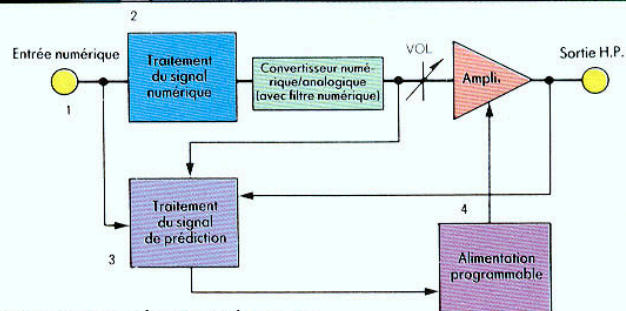 2
Entrée numérique
1
Traitement
du signal
numérique
Convertisseur numé-
rique/analogique
(avec filtre numérique)
VOL
Ampli.
Sortie H.P.
Traitement
du signal
de prédiction
3
4
Alimentation
programmable